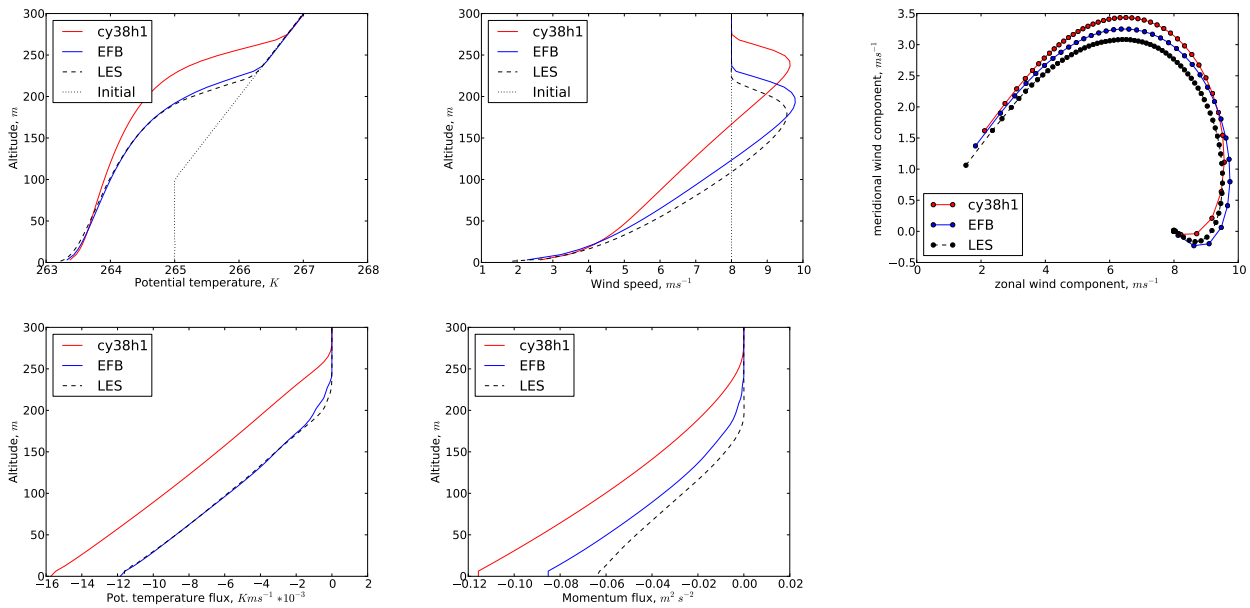 300
250
200
150
100
50
0
Altitude, m
cy38h1
EFB
LES
Initial
263 264 265 266 267 268
Potential temperature, K
300
250
200
150
100
50
0
Altitude, m
cy38h1
EFB
LES
Initial
1 2 3 4 5 6 7 8 9 10
Wind speed, ms⁻¹
3.5
3.0
2.5
2.0
1.5
1.0
0.5
0.0
−0.5
meridional wind component, ms⁻¹
cy38h1
EFB
LES
0 2 4 6 8 10
zonal wind component, ms⁻¹
300
250
200
150
100
50
0
Altitude, m
cy38h1
EFB
LES
−16 −14 −12 −10 −8 −6 −4 −2 0 2
Pot. temperature flux, Kms⁻¹ *10⁻³
300
250
200
150
100
50
0
Altitude, m
cy38h1
EFB
LES
−0.12 −0.10 −0.08 −0.06 −0.04 −0.02 0.00 0.02
Momentum flux, m² s⁻²